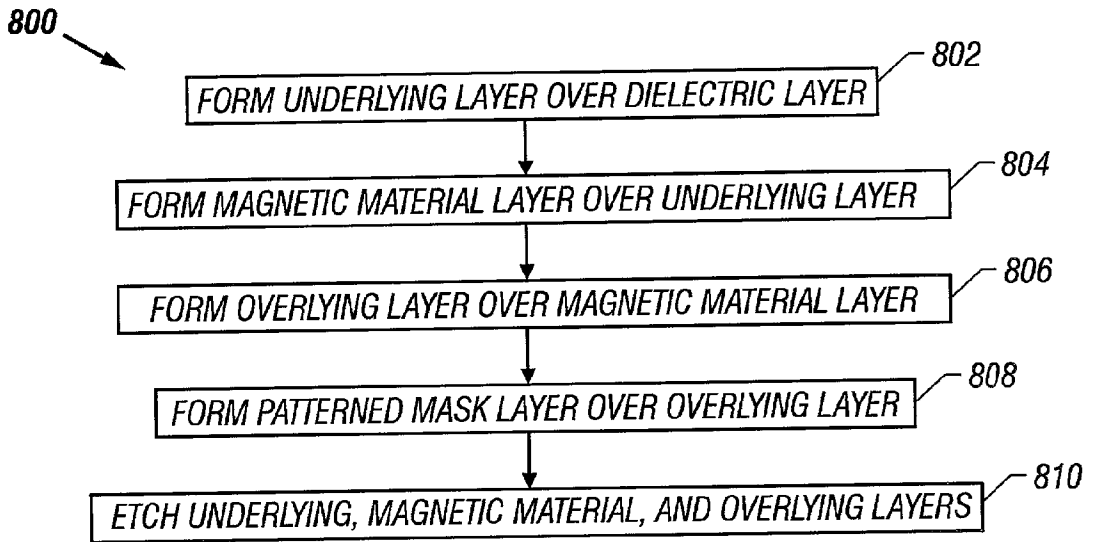 800
802
FORM UNDERLYING LAYER OVER DIELECTRIC LAYER
804
FORM MAGNETIC MATERIAL LAYER OVER UNDERLYING LAYER
806
FORM OVERLYING LAYER OVER MAGNETIC MATERIAL LAYER
808
FORM PATTERNED MASK LAYER OVER OVERLYING LAYER
810
ETCH UNDERLYING, MAGNETIC MATERIAL, AND OVERLYING LAYERS